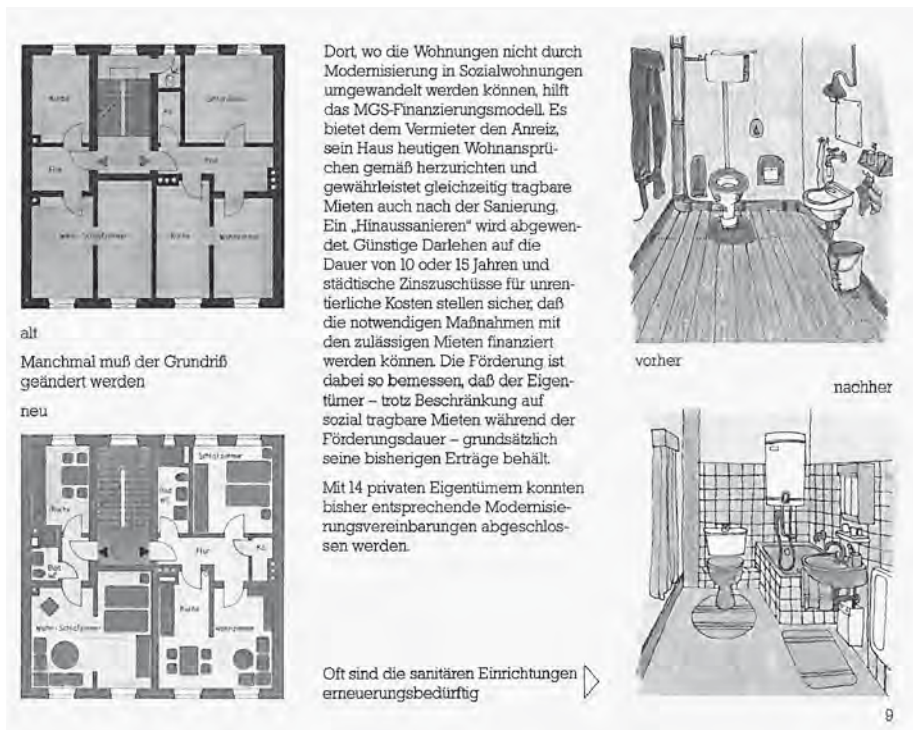 Küche
Flur
Flur
Wohn-Schlafzimmer
Küche
Wohnzimmer
alt
Manchmal muß der Grundriß
geändert werden
neu
Schlafzimmer
Küche
Bad
WC
Flur
Bad
WC
Küche
Wohn-Schlafzimmer
Wohnzimmer
Dort, wo die Wohnungen nicht durch
Modernisierung in Sozialwohnungen
umgewandelt werden können, hilft
das MGS-Finanzierungsmodell. Es
bietet dem Vermieter den Anreiz,
sein Haus heutigen Wohnansprü-
chen gemäß herzurichten und
gewährleistet gleichzeitig tragbare
Mieten auch nach der Sanierung.
Ein „Hinaussanieren“ wird abgewen-
det. Günstige Darlehen auf die
Dauer von 10 oder 15 Jahren und
städtische Zinszuschüsse für unren-
tierliche Kosten stellen sicher, daß
die notwendigen Maßnahmen mit
den zulässigen Mieten finanziert
werden können. Die Förderung ist
dabei so bemessen, daß der Eigen-
tümer – trotz Beschränkung auf
sozial tragbare Mieten während der
Förderungsdauer – grundsätzlich
seine bisherigen Erträge behält.
Mit 14 privaten Eigentümern konnten
bisher entsprechende Modernisie-
rungsvereinbarungen abgeschlos-
sen werden.
Oft sind die sanitären Einrichtungen
erneuerungsbedürftig
vorher
nachher
9